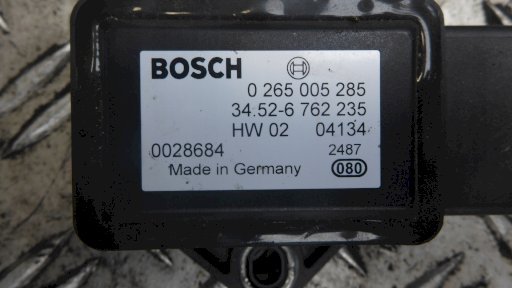 BOSCH
0 265 005 285
34.52-6 762 235
HW 02 04134
0028684 2487
Made in Germany 080